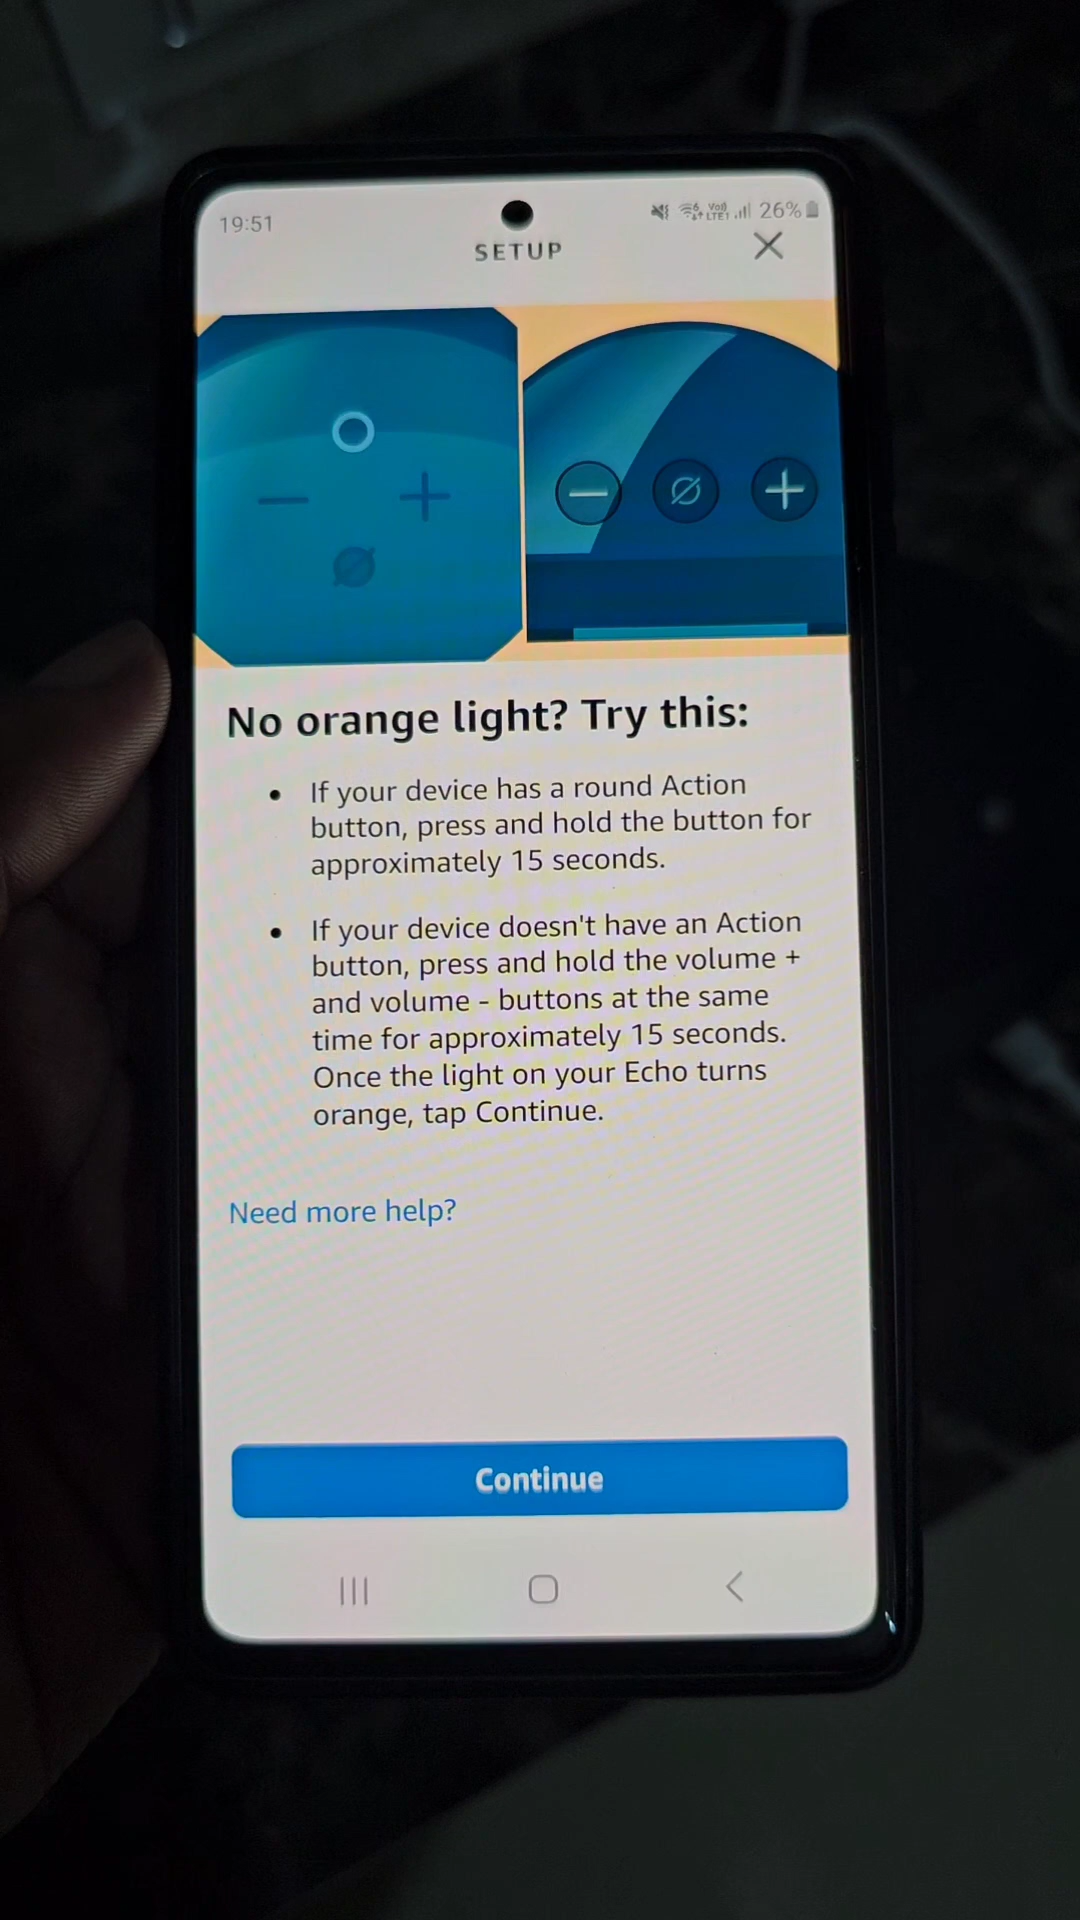 19:51
26%
SETUP
No orange light? Try this:
• If your device has a round Action
button, press and hold the button for
approximately 15 seconds.
• If your device doesn't have an Action
button, press and hold the volume +
and volume - buttons at the same
time for approximately 15 seconds.
Once the light on your Echo turns
orange, tap Continue.
Need more help?
Continue